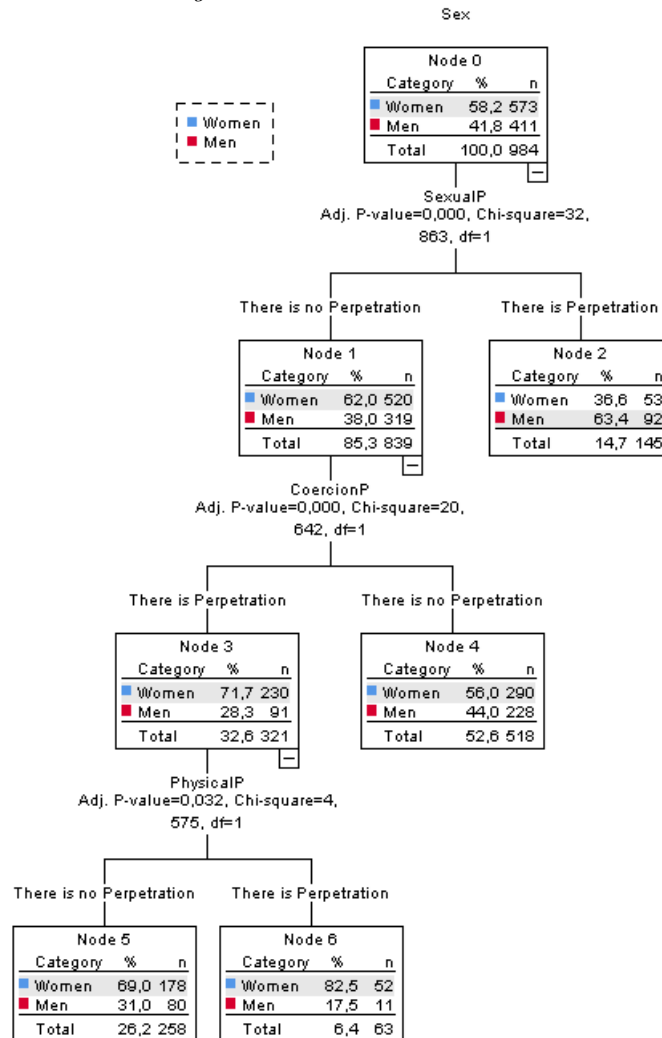 Sex
Node 0
Category % n
Women 58,2 573
Men 41,8 411
Total 100,0 984
Women
Men
SexualP
Adj. P-value=0,000, Chi-square=32,
863, df=1
There is no Perpetration
There is Perpetration
Node 1
Category % n
Women 62,0 520
Men 38,0 319
Total 85,3 839
Node 2
Category % n
Women 36,6 53
Men 63,4 92
Total 14,7 145
CoercionP
Adj. P-value=0,000, Chi-square=20,
642, df=1
There is Perpetration
There is no Perpetration
Node 3
Category % n
Women 71,7 230
Men 28,3 91
Total 32,6 321
Node 4
Category % n
Women 56,0 290
Men 44,0 228
Total 52,6 518
PhysicalP
Adj. P-value=0,032, Chi-square=4,
575, df=1
There is no Perpetration
There is Perpetration
Node 5
Category % n
Women 69,0 178
Men 31,0 80
Total 26,2 258
Node 6
Category % n
Women 82,5 52
Men 17,5 11
Total 6,4 63